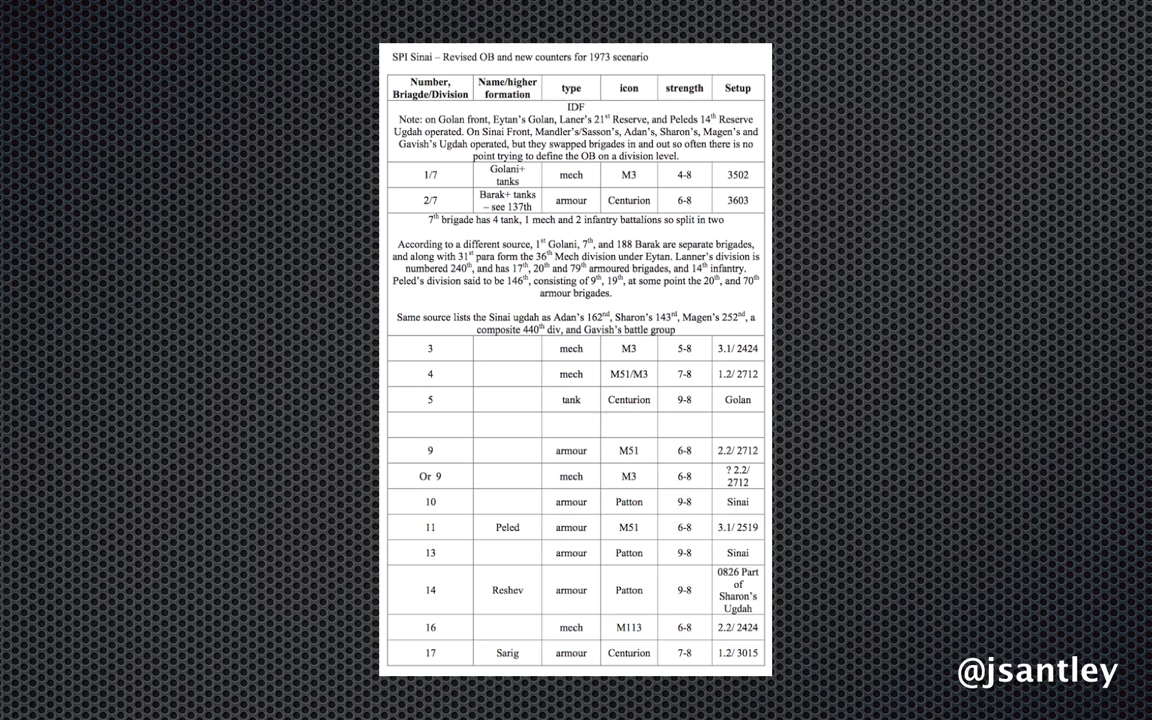 SPI Sinai – Revised OB and new counters for 1973 scenario
Number, Briagde/Division Name/higher formation type icon strength Setup
IDF
Note: on Golan front, Eytan's Golan, Laner's 21st Reserve, and Peleds 14th Reserve
Ugdah operated. On Sinai Front, Mandler's/Sasson's, Adan's, Sharon's, Magen's and
Gavish's Ugdah operated, but they swapped brigades in and out so often there is no
point trying to define the OB on a division level.
1/7 Golani+ tanks mech M3 4-8 3502
2/7 Barak+ tanks – see 137th armour Centurion 6-8 3603
7th brigade has 4 tank, 1 mech and 2 infantry battalions so split in two
According to a different source, 1st Golani, 7th, and 188 Barak are separate brigades,
and along with 31st para form the 36th Mech division under Eytan. Lanner's division is
numbered 240th, and has 17th, 20th and 79th armoured brigades, and 14th infantry.
Peled's division said to be 146th, consisting of 9th, 19th, at some point the 20th, and 70th
armour brigades.
Same source lists the Sinai ugdah as Adan's 162nd, Sharon's 143rd, Magen's 252nd, a
composite 440th div, and Gavish's battle group
3 mech M3 5-8 3.1/ 2424
4 mech M51/M3 7-8 1.2/ 2712
5 tank Centurion 9-8 Golan
9 armour M51 6-8 2.2/ 2712
Or 9 mech M3 6-8 ? 2.2/ 2712
10 armour Patton 9-8 Sinai
11 Peled armour M51 6-8 3.1/ 2519
13 armour Patton 9-8 Sinai
14 Reshev armour Patton 9-8 0826 Part of Sharon's Ugdah
16 mech M113 6-8 2.2/ 2424
17 Sarig armour Centurion 7-8 1.2/ 3015
@jsantley